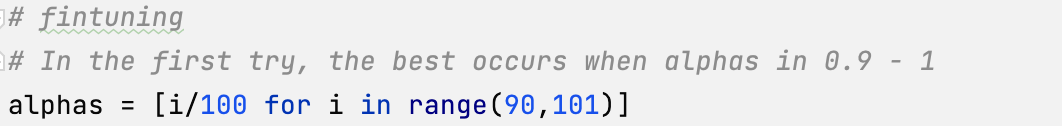 # fintuning
# In the first try, the best occurs when alphas in 0.9 - 1
alphas = [i/100 for i in range(90,101)]